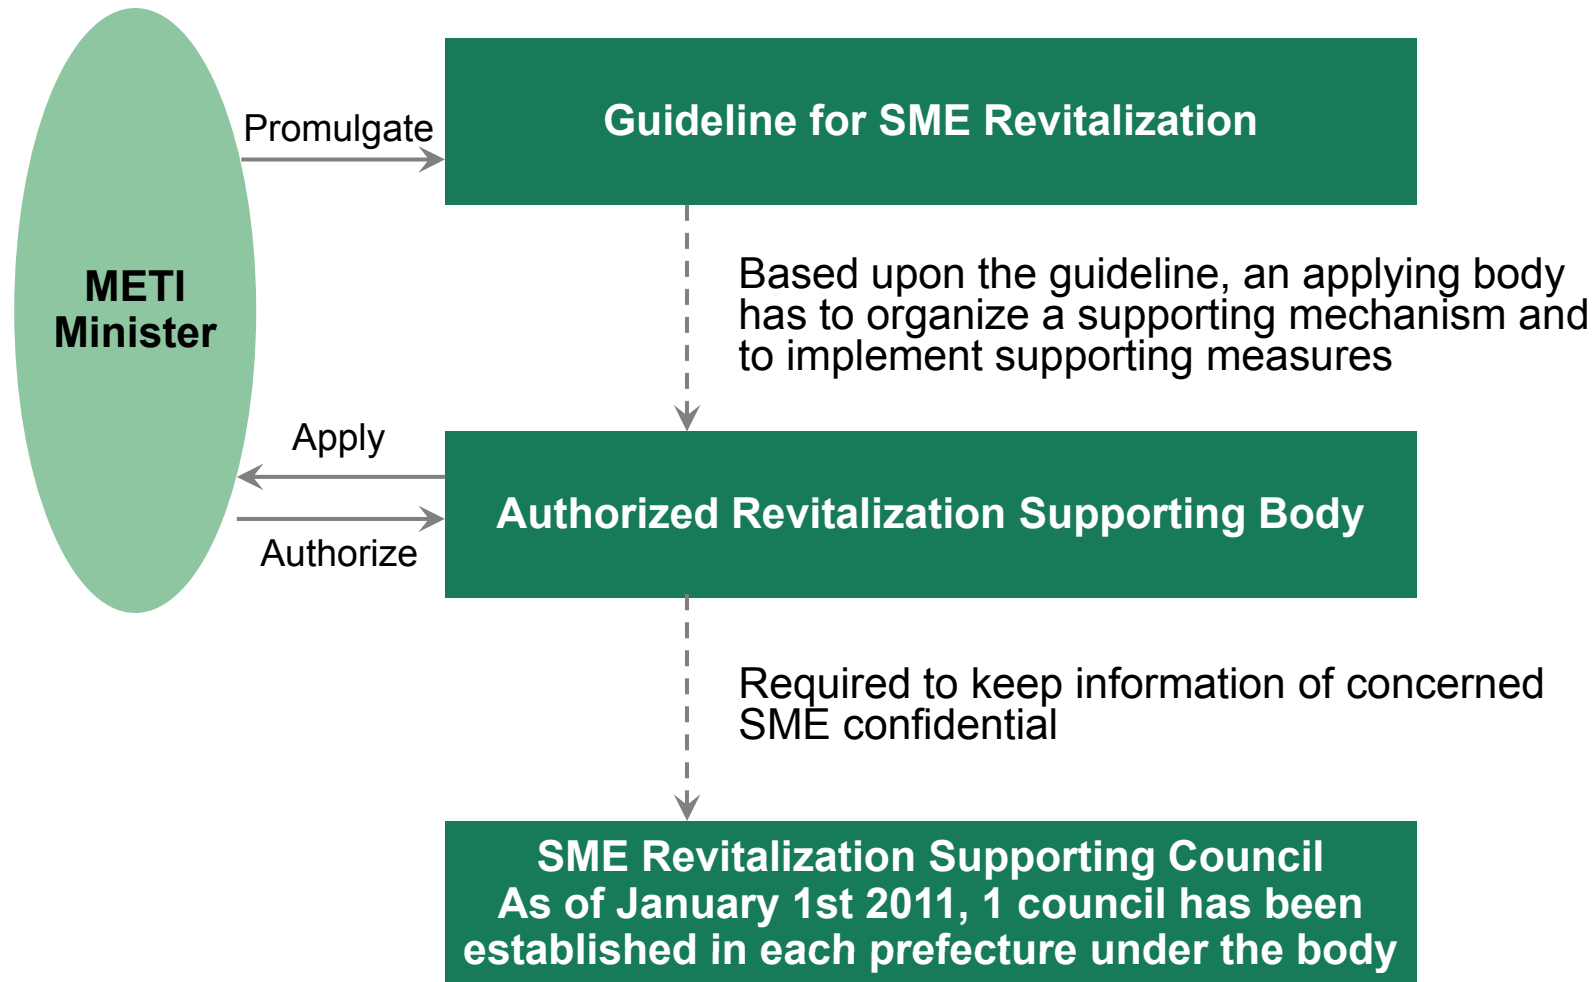 Promulgate
Guideline for SME Revitalization
METI
Minister
Based upon the guideline, an applying body
has to organize a supporting mechanism and
to implement supporting measures
Apply
Authorized Revitalization Supporting Body
Authorize
Required to keep information of concerned
SME confidential
SME Revitalization Supporting Council
As of January 1st 2011, 1 council has been
established in each prefecture under the body